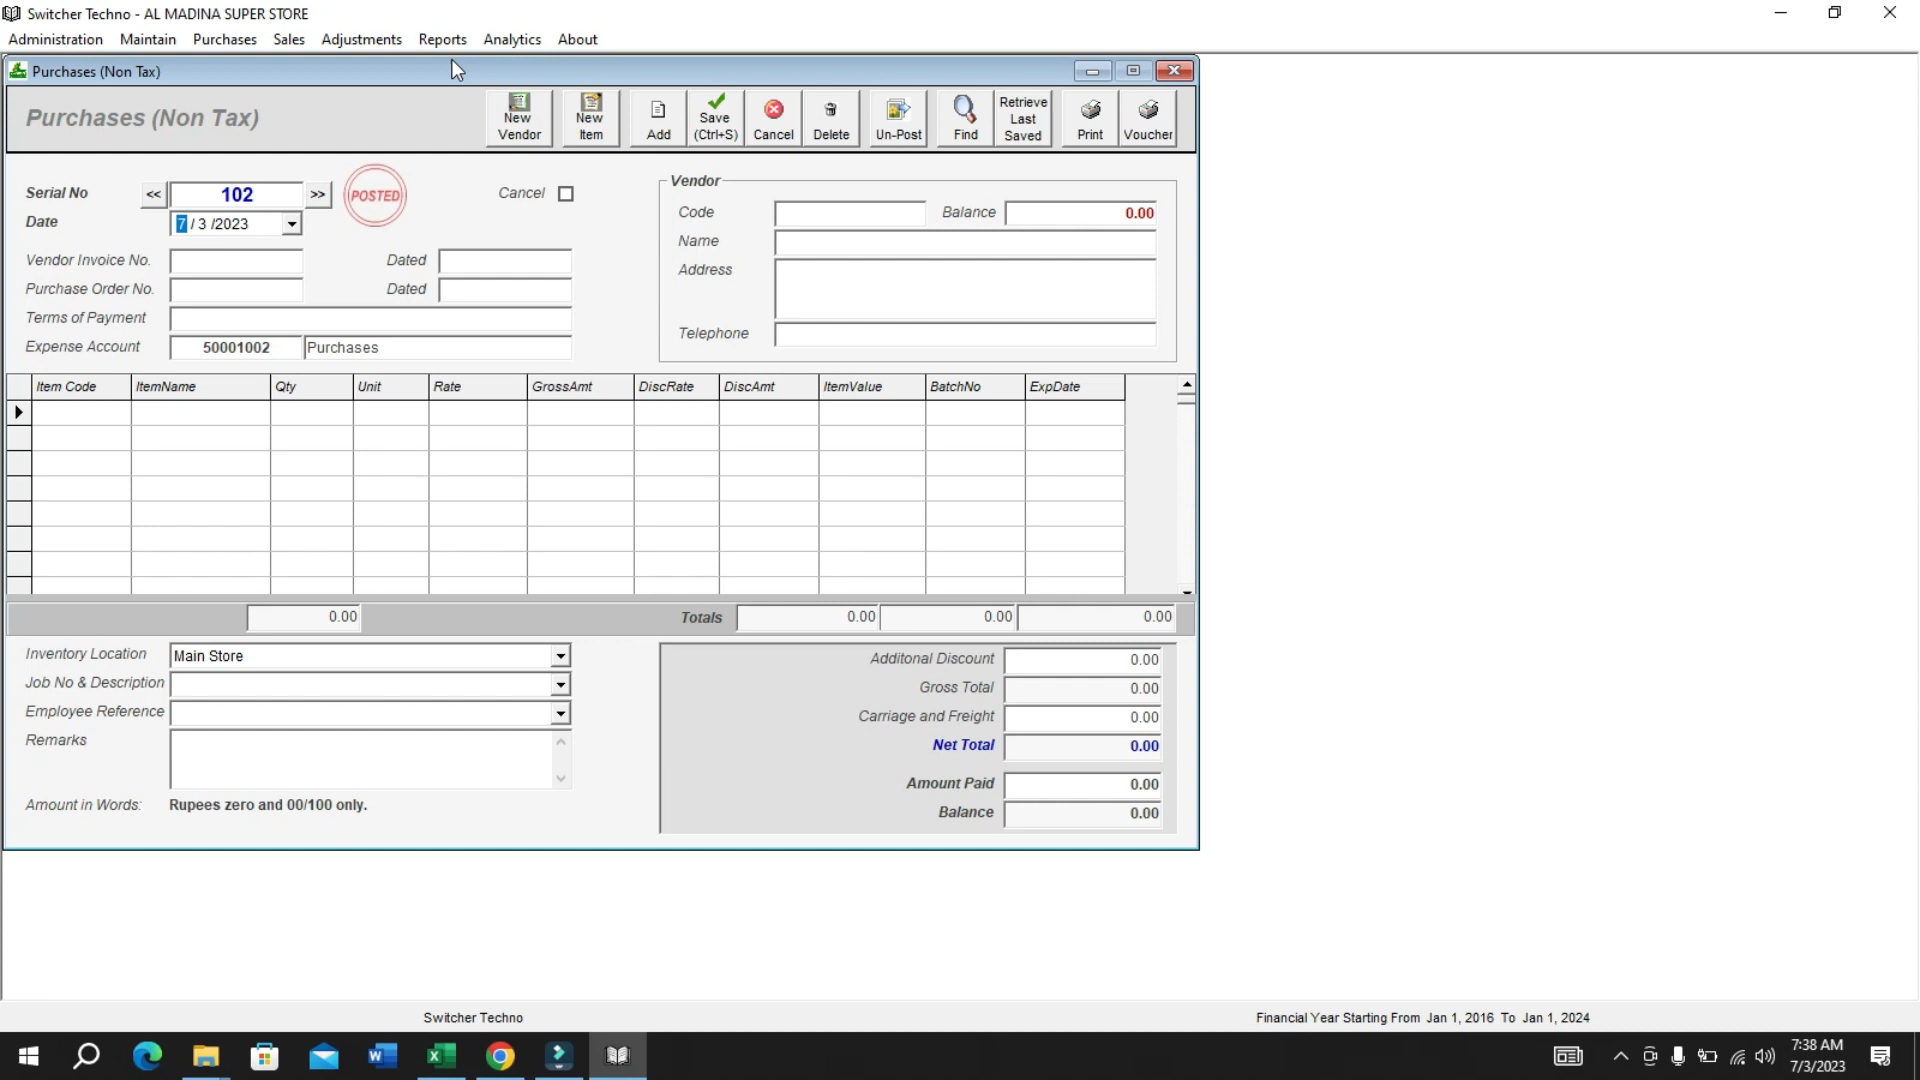 Switcher Techno - AL MADINA SUPER STORE
Administration Maintain Purchases Sales Adjustments Reports Analytics About
Purchases (Non Tax)
Purchases (Non Tax)
New Vendor
New Item
Add
Save (Ctrl+S)
Cancel
Delete
Un-Post
Find
Retrieve Last Saved
Print
Voucher
Serial No << 102 >> POSTED Cancel
Date 7/ 3 /2023
Vendor Invoice No. Dated
Purchase Order No. Dated
Terms of Payment
Expense Account 50001002 Purchases
Vendor
Code Balance 0.00
Name
Address
Telephone
Item Code ItemName Qty Unit Rate GrossAmt DiscRate DiscAmt ItemValue BatchNo ExpDate
0.00 Totals 0.00 0.00 0.00
Inventory Location Main Store
Job No & Description
Employee Reference
Remarks
Amount in Words: Rupees zero and 00/100 only.
Additonal Discount 0.00
Gross Total 0.00
Carriage and Freight 0.00
Net Total 0.00
Amount Paid 0.00
Balance 0.00
Switcher Techno Financial Year Starting From Jan 1, 2016 To Jan 1, 2024
7:38 AM
7/3/2023